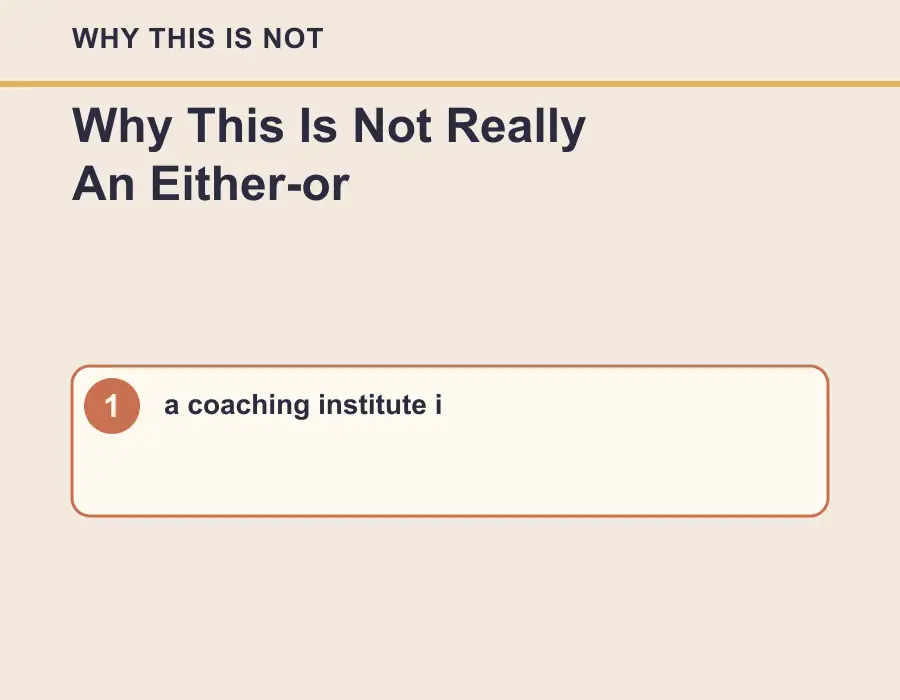 WHY THIS IS NOT
Why This Is Not Really
An Either-or
1
a coaching institute i